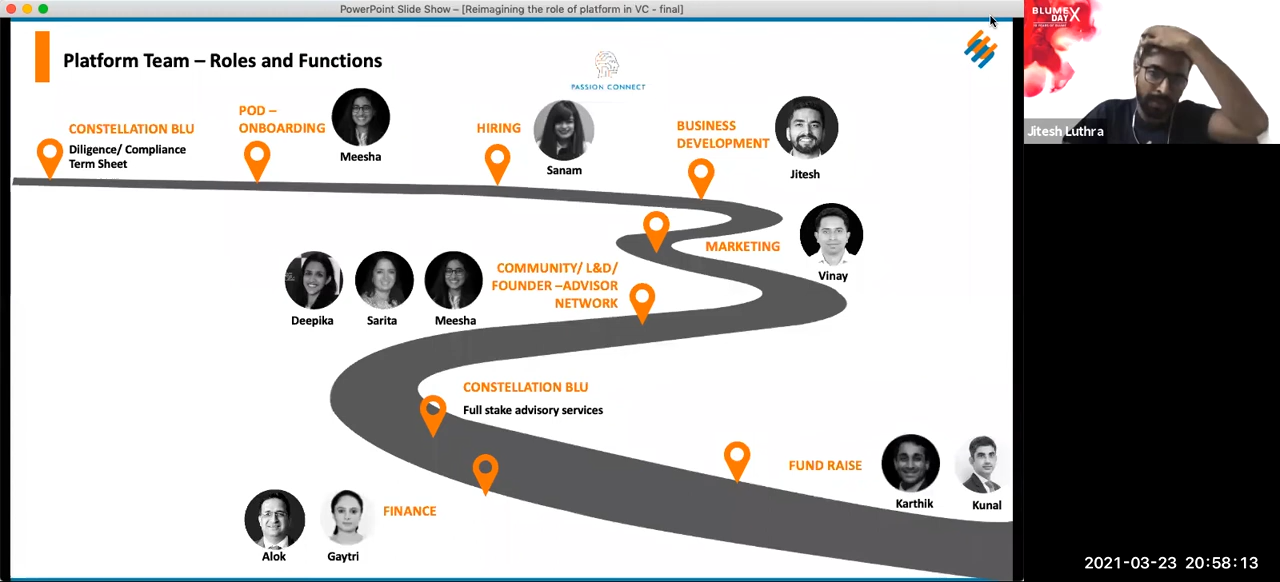 PowerPoint Slide Show – [Reimagining the role of platform in VC - final]
Platform Team – Roles and Functions
PASSION CONNECT
CONSTELLATION BLU
Diligence/ Compliance
Term Sheet
POD –
ONBOARDING
Meesha
HIRING
Sanam
BUSINESS
DEVELOPMENT
Jitesh
MARKETING
Vinay
Deepika
Sarita
Meesha
COMMUNITY/ L&D/
FOUNDER –ADVISOR
NETWORK
CONSTELLATION BLU
Full stake advisory services
FUND RAISE
Karthik
Kunal
Alok
Gaytri
FINANCE
BLUME
DAY X
Jitesh Luthra
2021-03-23 20:58:13